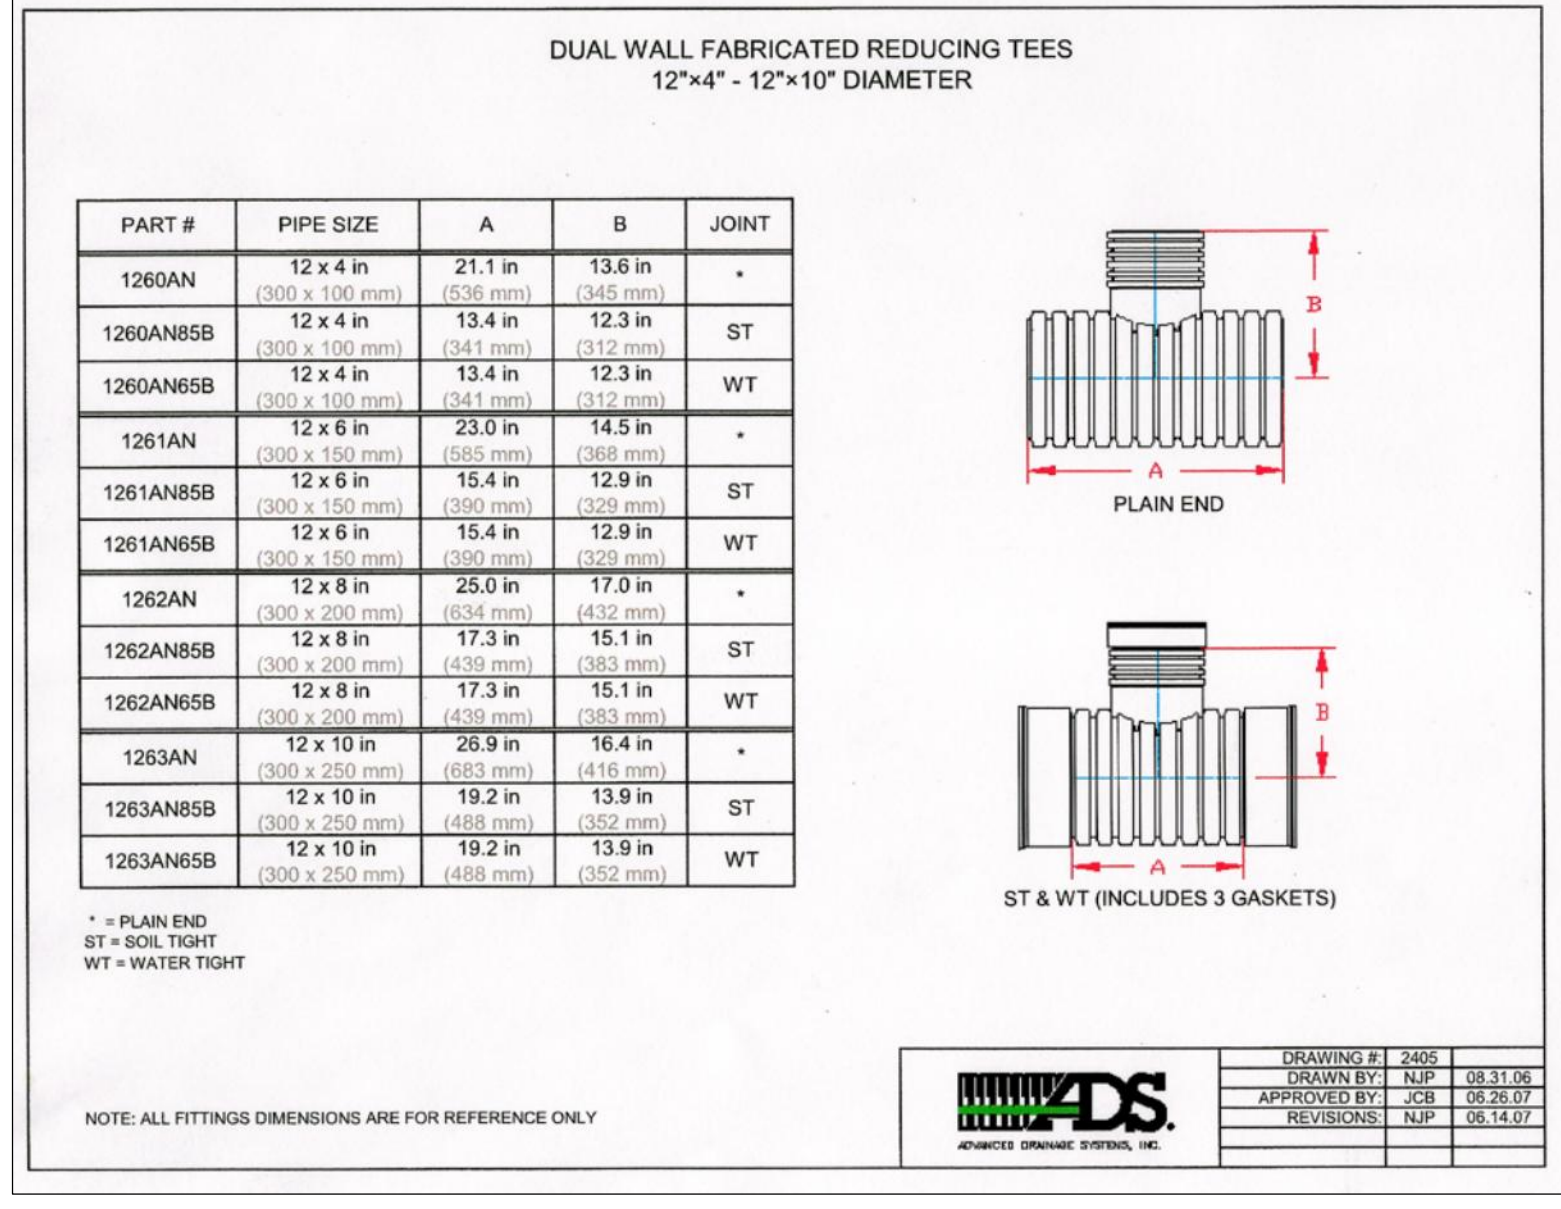 DUAL WALL FABRICATED REDUCING TEES
12"×4" - 12"×10" DIAMETER
PART # PIPE SIZE A B JOINT
1260AN 12 x 4 in (300 x 100 mm) 21.1 in (536 mm) 13.6 in (345 mm) *
1260AN85B 12 x 4 in (300 x 100 mm) 13.4 in (341 mm) 12.3 in (312 mm) ST
1260AN65B 12 x 4 in (300 x 100 mm) 13.4 in (341 mm) 12.3 in (312 mm) WT
1261AN 12 x 6 in (300 x 150 mm) 23.0 in (585 mm) 14.5 in (368 mm) *
1261AN85B 12 x 6 in (300 x 150 mm) 15.4 in (390 mm) 12.9 in (329 mm) ST
1261AN65B 12 x 6 in (300 x 150 mm) 15.4 in (390 mm) 12.9 in (329 mm) WT
1262AN 12 x 8 in (300 x 200 mm) 25.0 in (634 mm) 17.0 in (432 mm) *
1262AN85B 12 x 8 in (300 x 200 mm) 17.3 in (439 mm) 15.1 in (383 mm) ST
1262AN65B 12 x 8 in (300 x 200 mm) 17.3 in (439 mm) 15.1 in (383 mm) WT
1263AN 12 x 10 in (300 x 250 mm) 26.9 in (683 mm) 16.4 in (416 mm) *
1263AN85B 12 x 10 in (300 x 250 mm) 19.2 in (488 mm) 13.9 in (352 mm) ST
1263AN65B 12 x 10 in (300 x 250 mm) 19.2 in (488 mm) 13.9 in (352 mm) WT
* = PLAIN END
ST = SOIL TIGHT
WT = WATER TIGHT
NOTE: ALL FITTINGS DIMENSIONS ARE FOR REFERENCE ONLY
B
A
PLAIN END
B
A
ST & WT (INCLUDES 3 GASKETS)
ADS.
ADVANCED DRAINAGE SYSTEMS, INC.
DRAWING #: 2405
DRAWN BY: NJP 08.31.06
APPROVED BY: JCB 06.26.07
REVISIONS: NJP 06.14.07